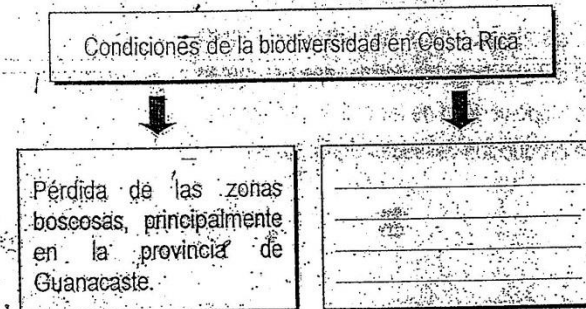 Condiciones de la biodiversidad en Costa Rica
Pérdida de las zonas
boscosas, principalmente
en la provincia de
Guanacaste.